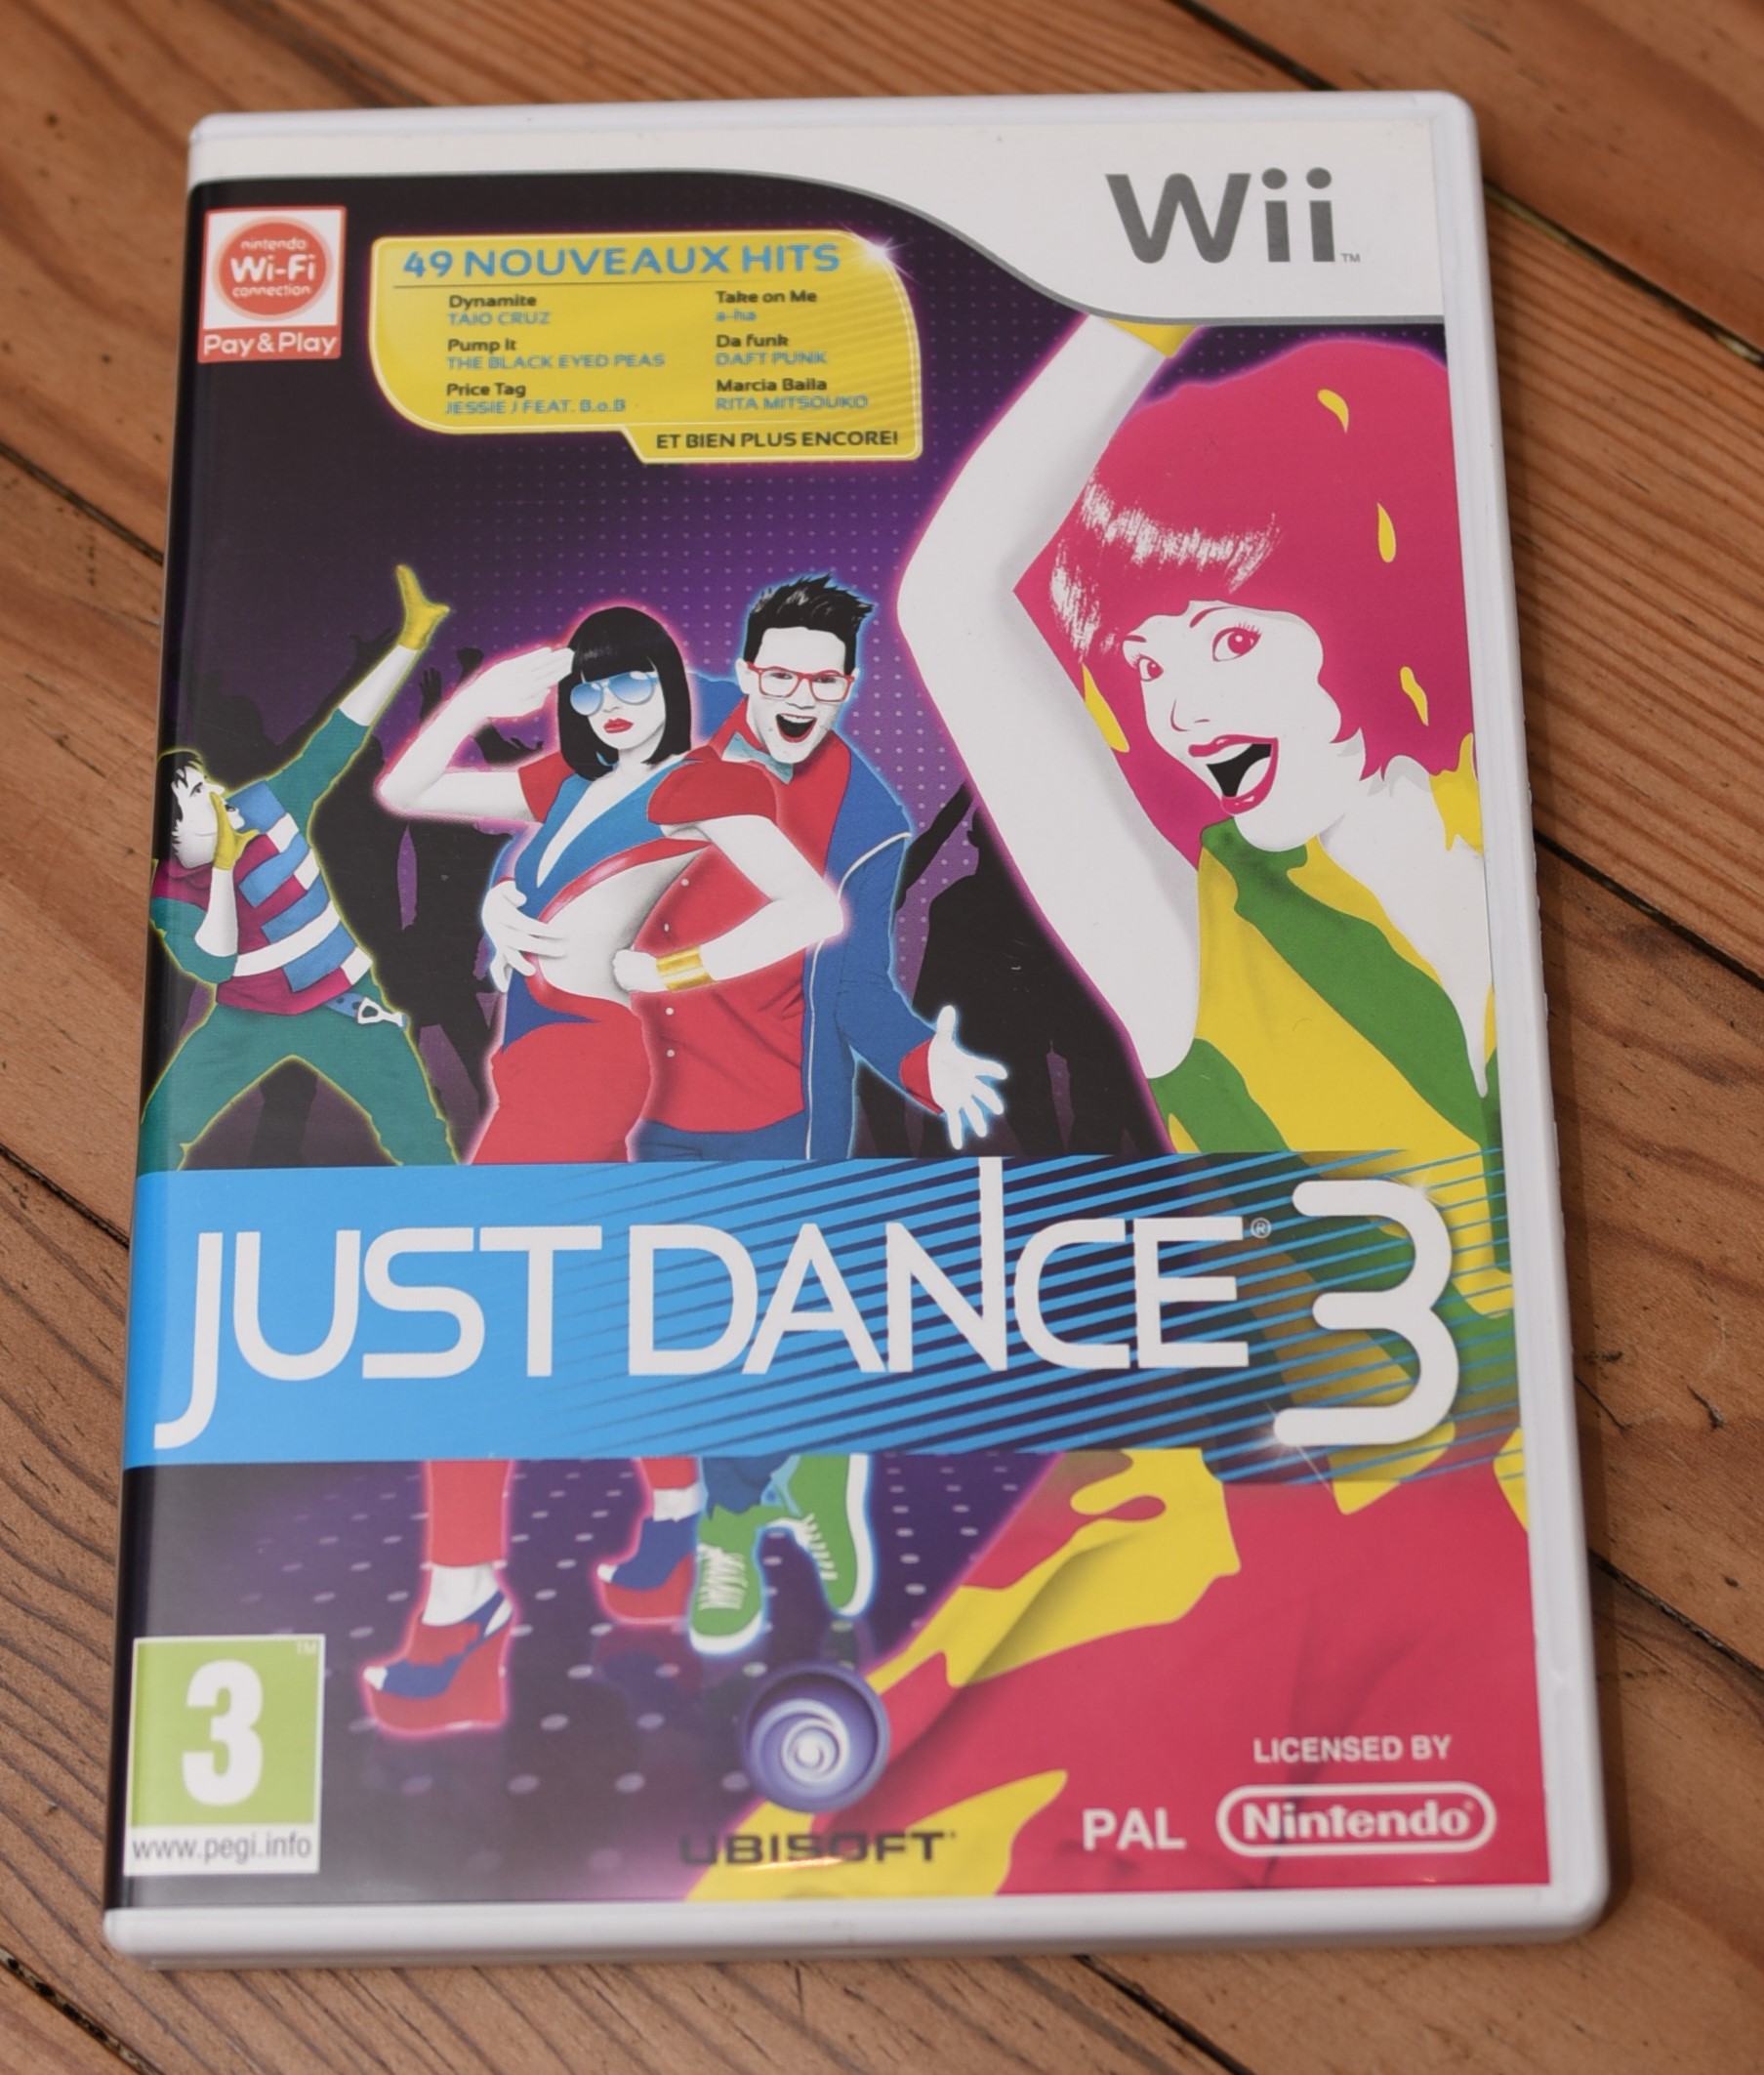 Wii™
nintendo
Wi-Fi
connection
Pay & Play
49 NOUVEAUX HITS
Dynamite
TAIO CRUZ
Pump It
THE BLACK EYED PEAS
Price Tag
JESSIE J FEAT. B.o.B
Take on Me
a-ha
Da funk
DAFT PUNK
Marcia Baila
RITA MITSOUKO
ET BIEN PLUS ENCORE!
JUST DANCE® 3
3™
www.pegi.info
UBISOFT®
PAL
LICENSED BY
Nintendo®